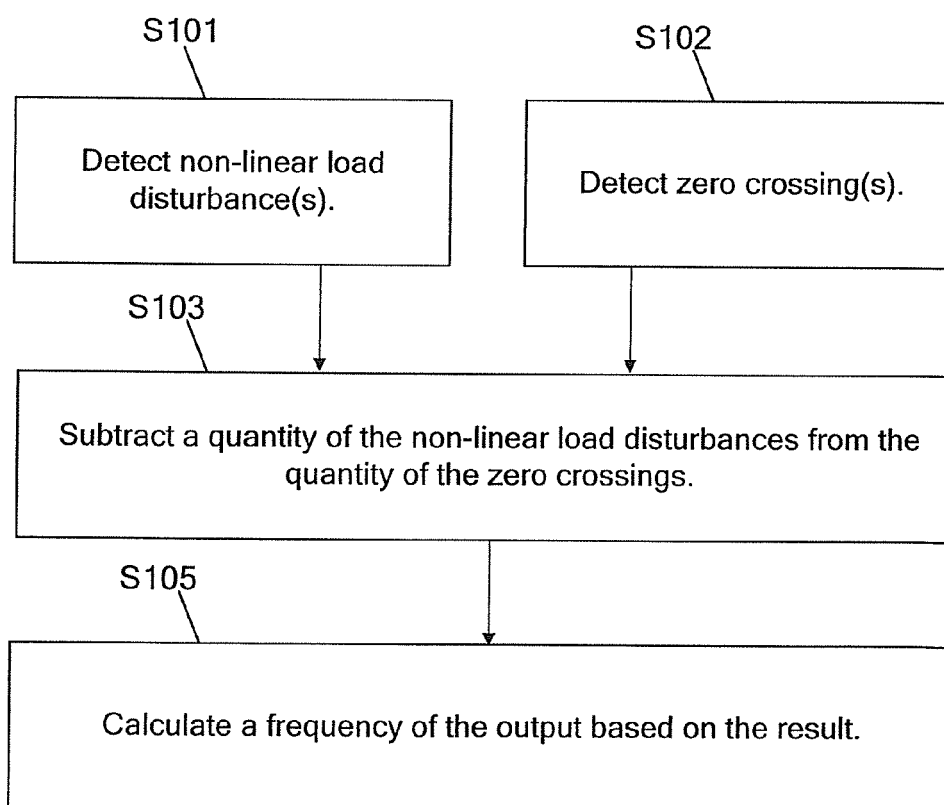 S101
S102
Detect non-linear load
disturbance(s).
Detect zero crossing(s).
S103
Subtract a quantity of the non-linear load disturbances from the
quantity of the zero crossings.
S105
Calculate a frequency of the output based on the result.